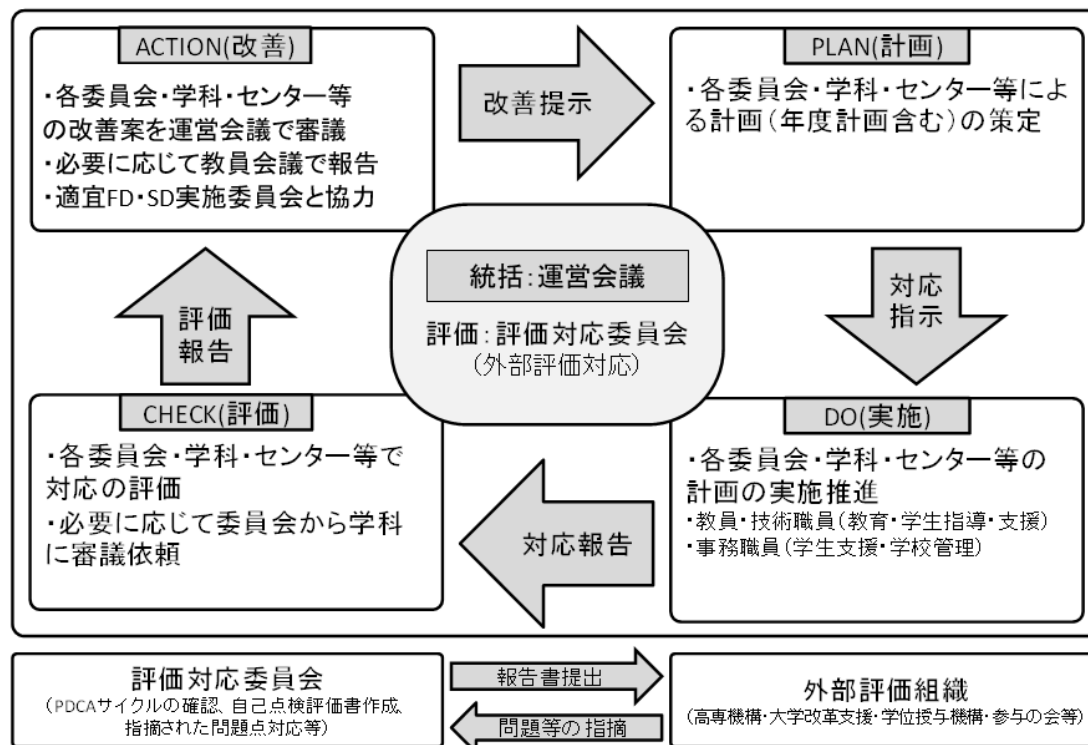 ACTION(改善)
・各委員会・学科・センター等
の改善案を運営会議で審議
・必要に応じて教員会議で報告
・適宜FD・SD実施委員会と協力
改善提示
PLAN(計画)
・各委員会・学科・センター等によ
る計画(年度計画含む)の策定
統括:運営会議
評価:評価対応委員会
(外部評価対応)
対応
指示
評価
報告
CHECK(評価)
・各委員会・学科・センター等で
対応の評価
・必要に応じて委員会から学科
に審議依頼
対応報告
DO(実施)
・各委員会・学科・センター等の
計画の実施推進
・教員・技術職員(教育・学生指導・支援)
・事務職員(学生支援・学校管理)
評価対応委員会
(PDCAサイクルの確認、自己点検評価書作成、
指摘された問題点対応等)
報告書提出
問題等の指摘
外部評価組織
(高専機構・大学改革支援・学位授与機構・参与の会等)